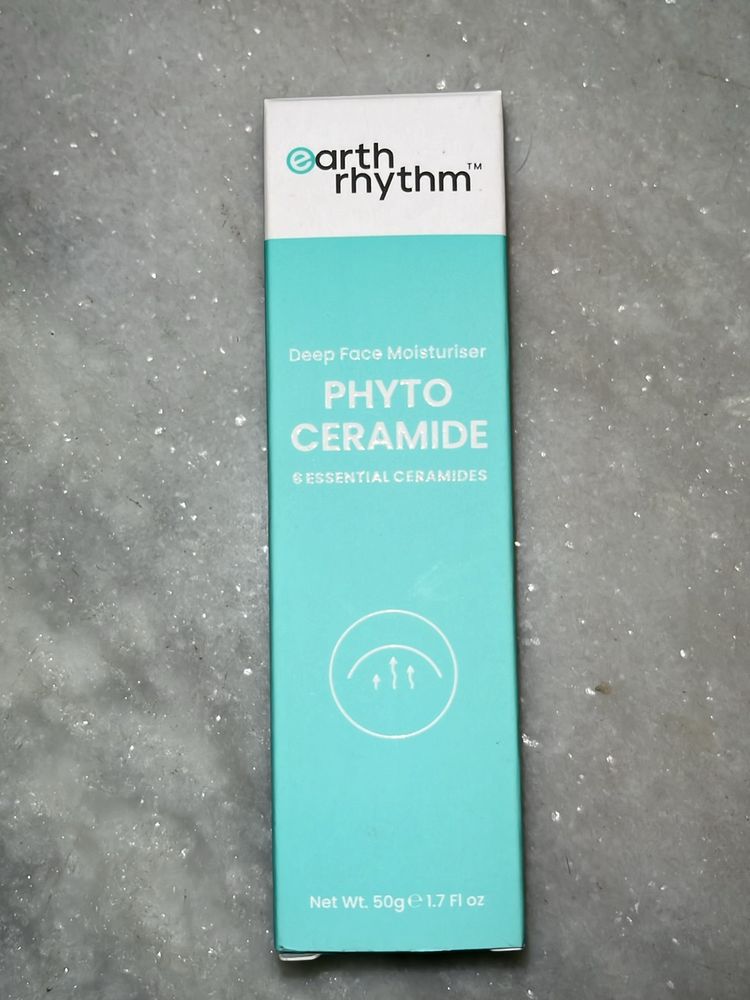 earth
rhythm™
Deep Face Moisturiser
PHYTO
CERAMIDE
6 ESSENTIAL CERAMIDES
Net Wt. 50g ℮ 1.7 Fl oz